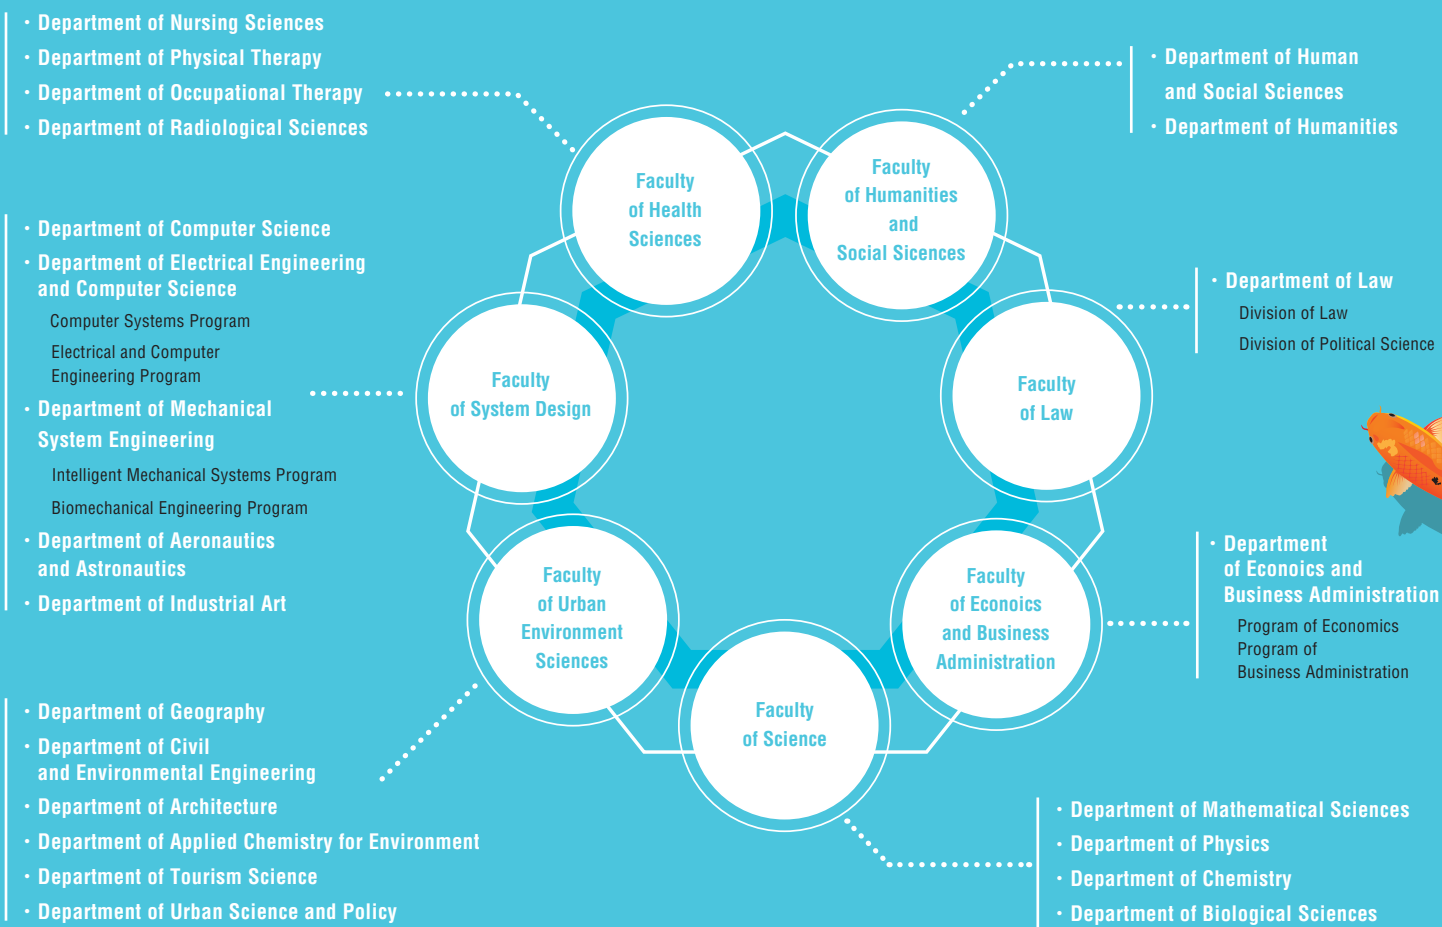 ・Department of Nursing Sciences
・Department of Physical Therapy
・Department of Occupational Therapy
・Department of Radiological Sciences
・Department of Computer Science
・Department of Electrical Engineering
and Computer Science
Computer Systems Program
Electrical and Computer
Engineering Program
・Department of Mechanical
System Engineering
Intelligent Mechanical Systems Program
Biomechanical Engineering Program
・Department of Aeronautics
and Astronautics
・Department of Industrial Art
・Department of Geography
・Department of Civil
and Environmental Engineering
・Department of Architecture
・Department of Applied Chemistry for Environment
・Department of Tourism Science
・Department of Urban Science and Policy
Faculty
of Health
Sciences
Faculty
of Humanities
and
Social Sicences
Faculty
of System Design
Faculty
of Law
Faculty
of Urban
Environment
Sciences
Faculty
of Econoics
and Business
Administration
Faculty
of Science
・Department of Human
and Social Sciences
・Department of Humanities
・Department of Law
Division of Law
Division of Political Science
・Department
of Econoics and
Business Administration
Program of Economics
Program of
Business Administration
・Department of Mathematical Sciences
・Department of Physics
・Department of Chemistry
・Department of Biological Sciences